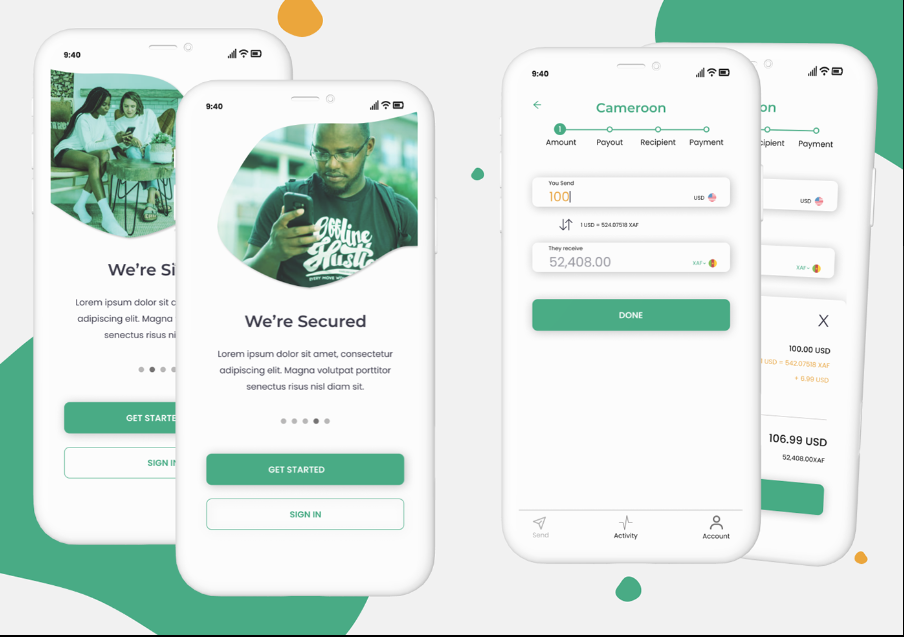 9:40
We're Si
Lorem ipsum dolor sit a
adipiscing elit. Magna
senectus risus ni
GET STARTE
SIGN IN
9:40
Offline
Hustle
We're Secured
Lorem ipsum dolor sit amet, consectetur
adipiscing elit. Magna volutpat porttitor
senectus risus nisl diam sit.
GET STARTED
SIGN IN
9:40
Cameroon
1
Amount Payout Recipient Payment
You Send
100
USD
1 USD = 524.07518 XAF
They receive
52,408.00
XAF
DONE
Send Activity Account
on
cipient Payment
USD
XAF
X
100.00 USD
USD = 542.07518 XAF
+ 6.99 USD
106.99 USD
52,408.00XAF